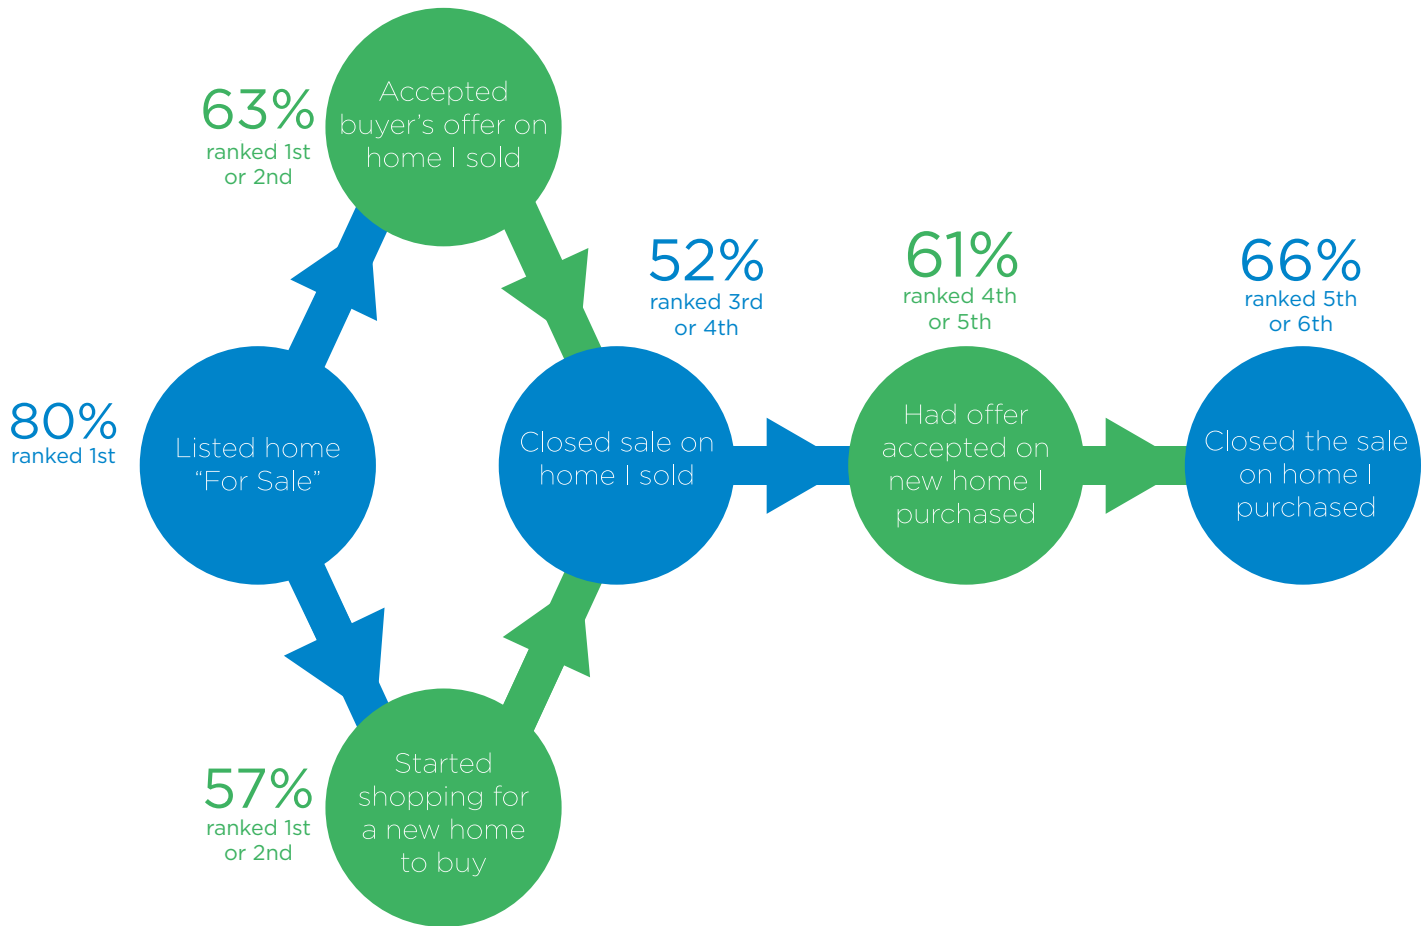 63%
ranked 1st
or 2nd
Accepted
buyer's offer on
home I sold
80%
ranked 1st
Listed home
“For Sale”
57%
ranked 1st
or 2nd
Started
shopping for
a new home
to buy
52%
ranked 3rd
or 4th
Closed sale on
home I sold
61%
ranked 4th
or 5th
Had offer
accepted on
new home I
purchased
66%
ranked 5th
or 6th
Closed the sale
on home I
purchased